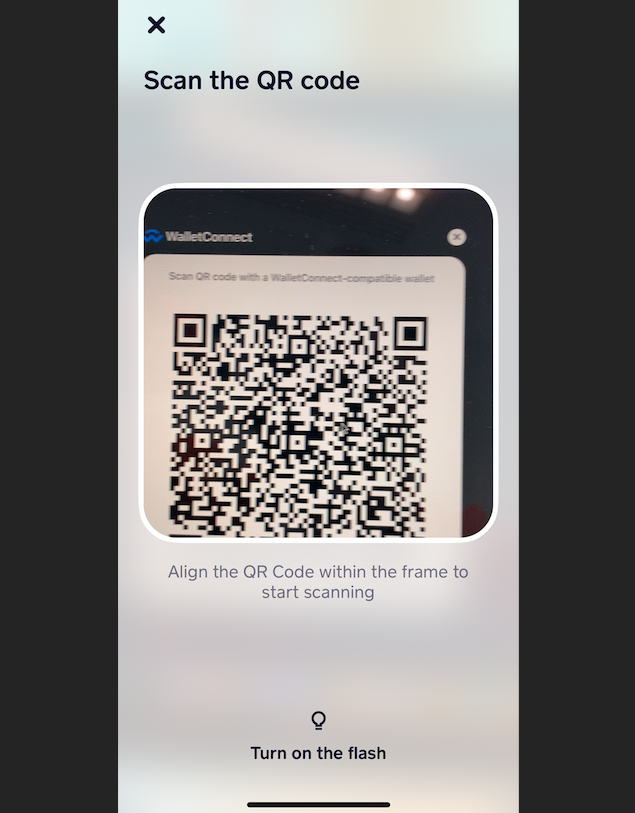 Scan the QR code
WalletConnect
Scan QR code with a WalletConnect-compatible wallet
Align the QR Code within the frame to
start scanning
Turn on the flash